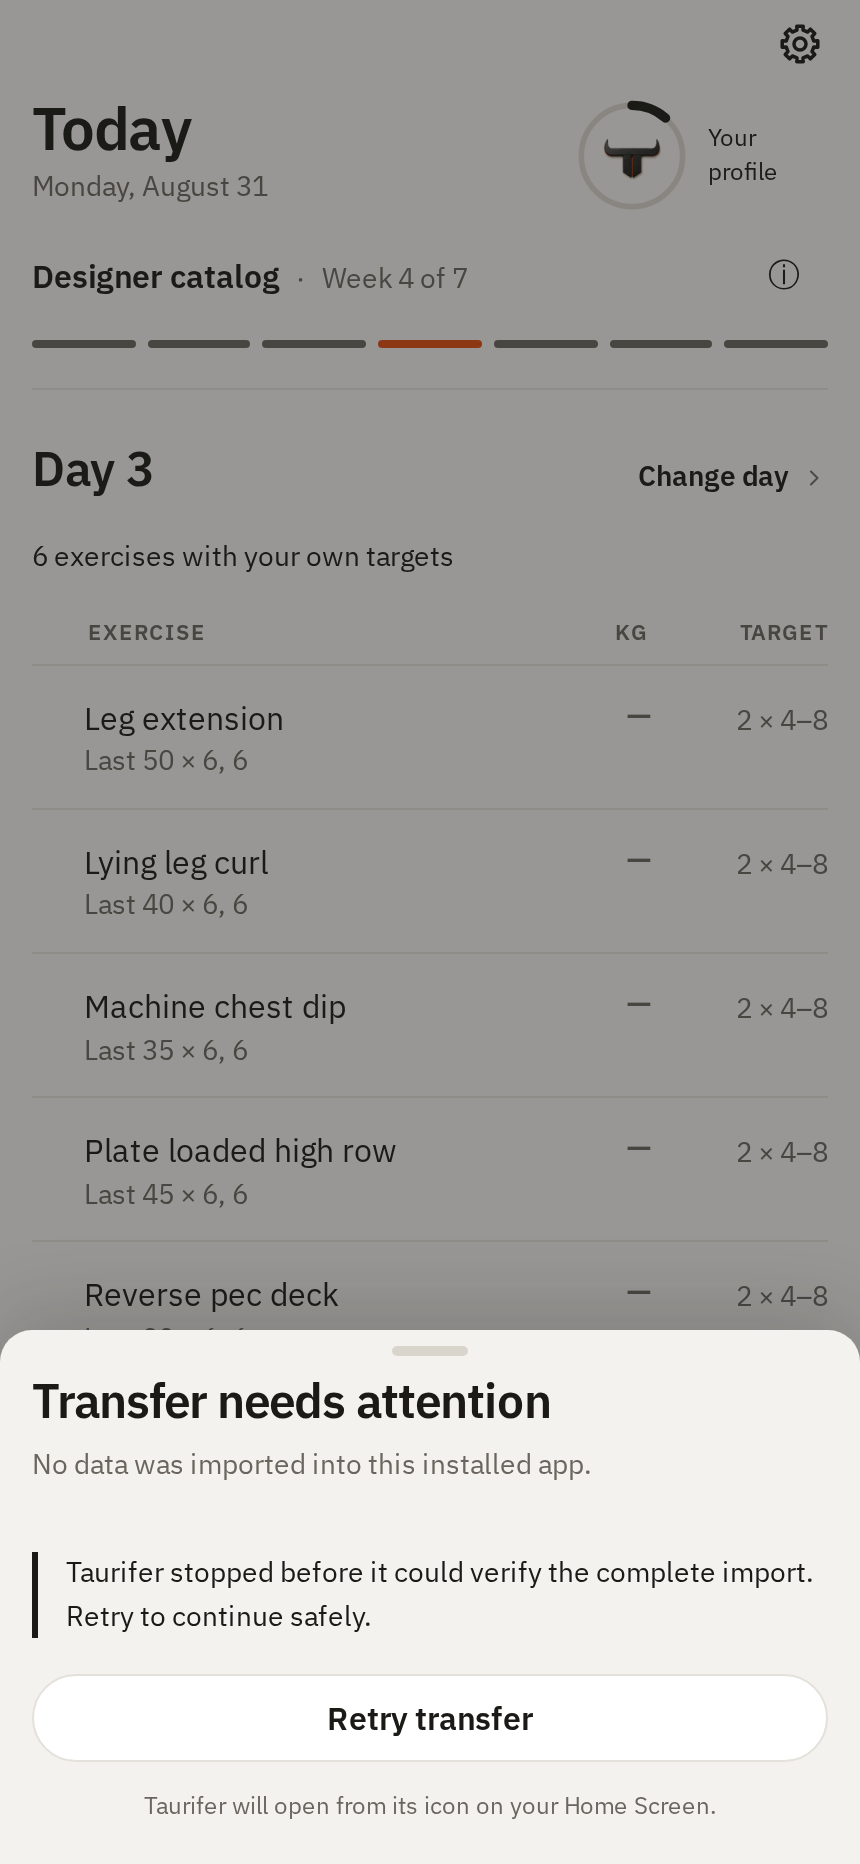 Today
Monday, August 31
Your
profile
Designer catalog · Week 4 of 7
Day 3
Change day
6 exercises with your own targets
EXERCISE KG TARGET
Leg extension — 2 × 4–8
Last 50 × 6, 6
Lying leg curl — 2 × 4–8
Last 40 × 6, 6
Machine chest dip — 2 × 4–8
Last 35 × 6, 6
Plate loaded high row — 2 × 4–8
Last 45 × 6, 6
Reverse pec deck — 2 × 4–8
Transfer needs attention
No data was imported into this installed app.
Taurifer stopped before it could verify the complete import.
Retry to continue safely.
Retry transfer
Taurifer will open from its icon on your Home Screen.